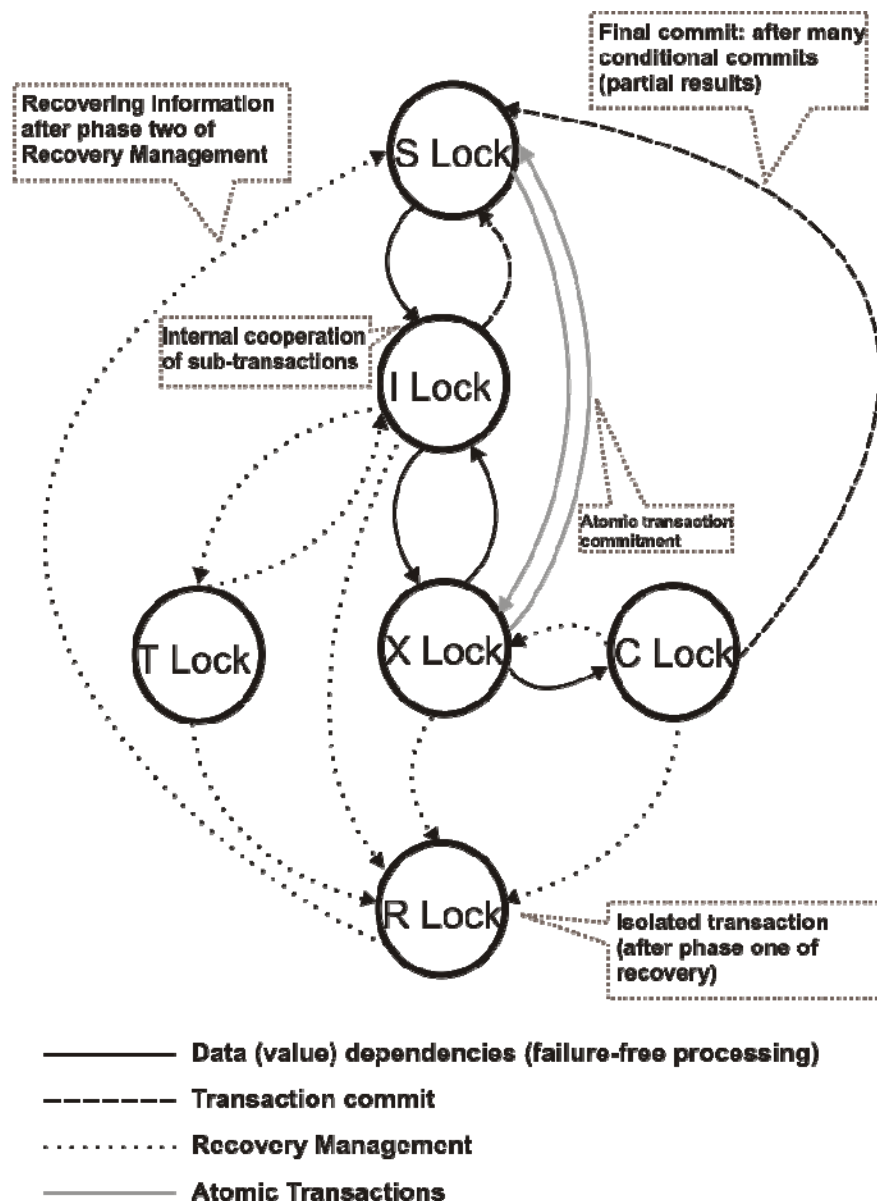 Final commit: after many
conditional commits
(partial results)
Recovering information
after phase two of
Recovery Management
S Lock
Internal cooperation
of sub-transactions
I Lock
Atomic transaction
commitment
T Lock
X Lock
C Lock
R Lock
Isolated transaction
(after phase one of
recovery)
Data (value) dependencies (failure-free processing)
Transaction commit
Recovery Management
Atomic Transactions